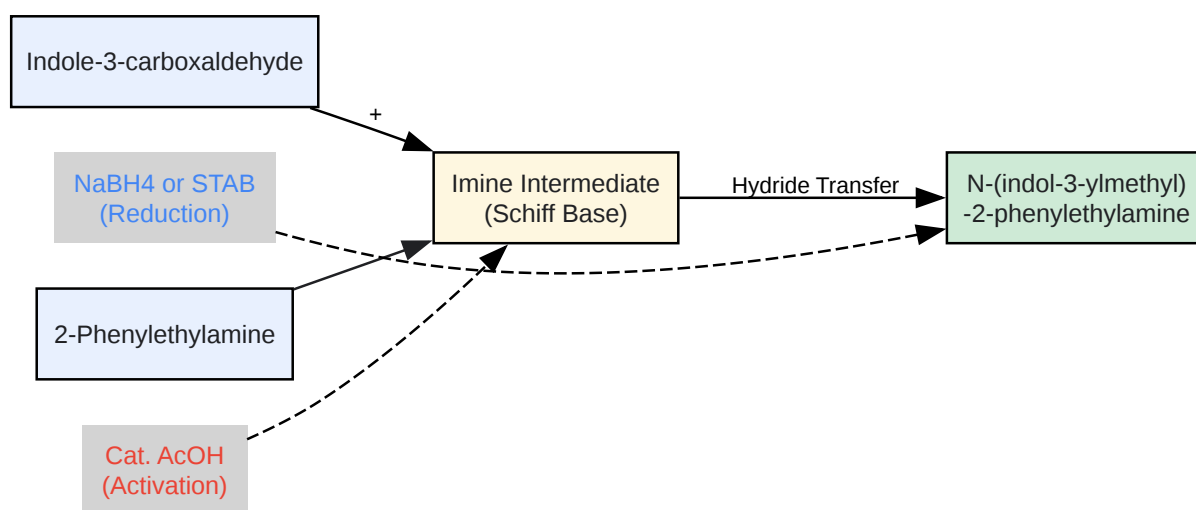 Indole-3-carboxaldehyde
+
NaBH4 or STAB
(Reduction)
Imine Intermediate
(Schiff Base)
Hydride Transfer
N-(indol-3-ylmethyl)
-2-phenylethylamine
2-Phenylethylamine
Cat. AcOH
(Activation)